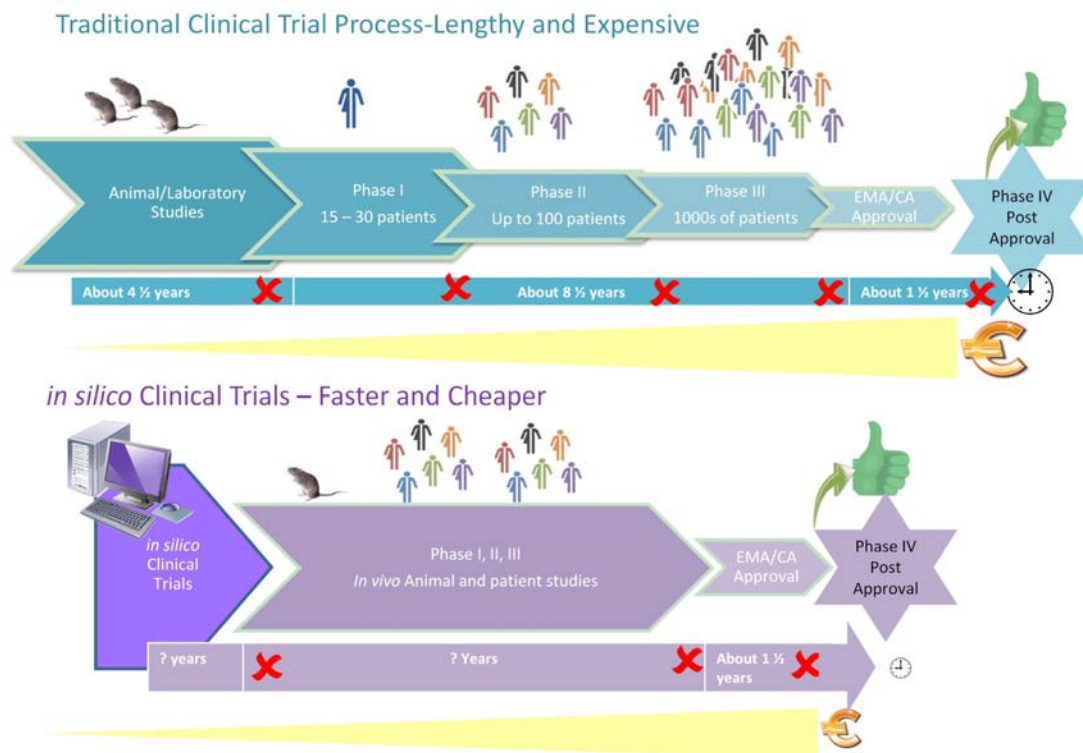 Traditional Clinical Trial Process-Lengthy and Expensive
Animal/Laboratory
Studies
Phase I
15 – 30 patients
Phase II
Up to 100 patients
Phase III
1000s of patients
EMA/CA
Approval
Phase IV
Post
Approval
About 4 ½ years
About 8 ½ years
About 1 ½ years
in silico Clinical Trials – Faster and Cheaper
in silico
Clinical
Trials
Phase I, II, III
In vivo Animal and patient studies
EMA/CA
Approval
Phase IV
Post
Approval
? years
? Years
About 1 ½
years